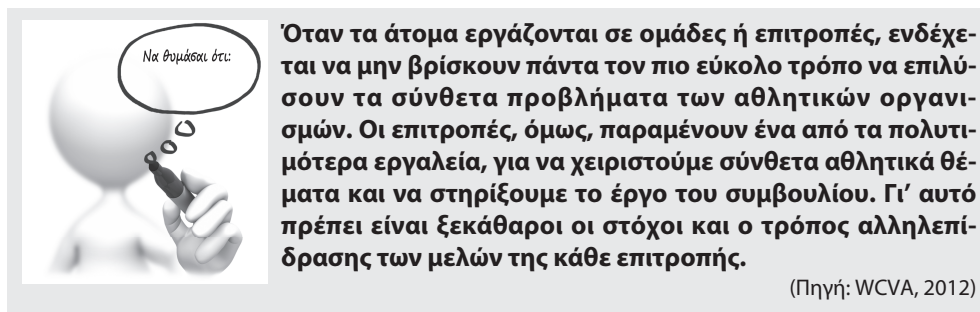 Να θυμάσαι ότι:
Όταν τα άτομα εργάζονται σε ομάδες ή επιτροπές, ενδέχε-
ται να μην βρίσκουν πάντα τον πιο εύκολο τρόπο να επιλύ-
σουν τα σύνθετα προβλήματα των αθλητικών οργανι-
σμών. Οι επιτροπές, όμως, παραμένουν ένα από τα πολυτι-
μότερα εργαλεία, για να χειριστούμε σύνθετα αθλητικά θέ-
ματα και να στηρίξουμε το έργο του συμβουλίου. Γι’ αυτό
πρέπει είναι ξεκάθαροι οι στόχοι και ο τρόπος αλληλεπί-
δρασης των μελών της κάθε επιτροπής.
(Πηγή: WCVA, 2012)